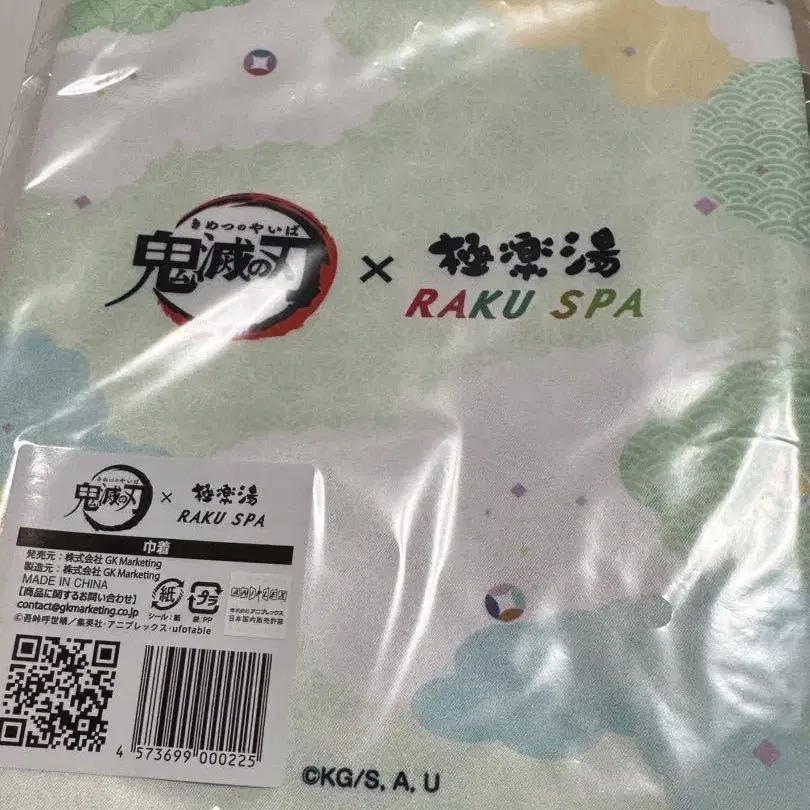 きめつのやいば
鬼滅の刃 × 極楽湯
RAKU SPA
きめつのやいば
鬼滅の刃 × 極楽湯
RAKU SPA
巾着
発売元：株式会社 GK Marketing
製造元：株式会社 GK Marketing
MADE IN CHINA
【商品に関するお問い合わせ】
contact@gkmarketing.co.jp
紙
シール：紙
プラ
袋：PP
ANIPLEX
株式会社アニプレックス
日本国内販売許諾
©吾峠呼世晴／集英社・アニプレックス・ufotable
4 573699 000225
©KG/S, A, U